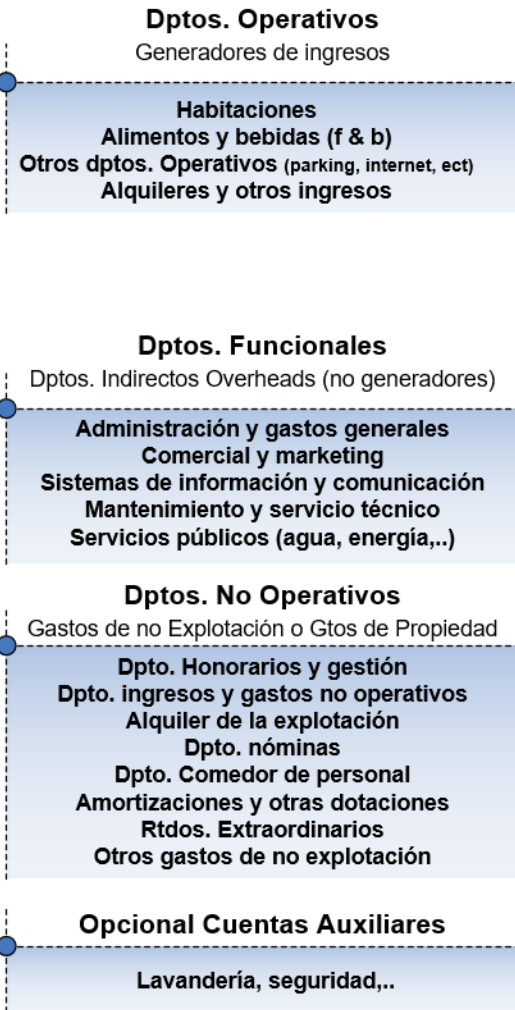 Dptos. Operativos
Generadores de ingresos
Habitaciones
Alimentos y bebidas (f & b)
Otros dptos. Operativos (parking, internet, ect)
Alquileres y otros ingresos
Dptos. Funcionales
Dptos. Indirectos Overheads (no generadores)
Administración y gastos generales
Comercial y marketing
Sistemas de información y comunicación
Mantenimiento y servicio técnico
Servicios públicos (agua, energía,..)
Dptos. No Operativos
Gastos de no Explotación o Gtos de Propiedad
Dpto. Honorarios y gestión
Dpto. ingresos y gastos no operativos
Alquiler de la explotación
Dpto. nóminas
Dpto. Comedor de personal
Amortizaciones y otras dotaciones
Rtdos. Extraordinarios
Otros gastos de no explotación
Opcional Cuentas Auxiliares
Lavandería, seguridad,..